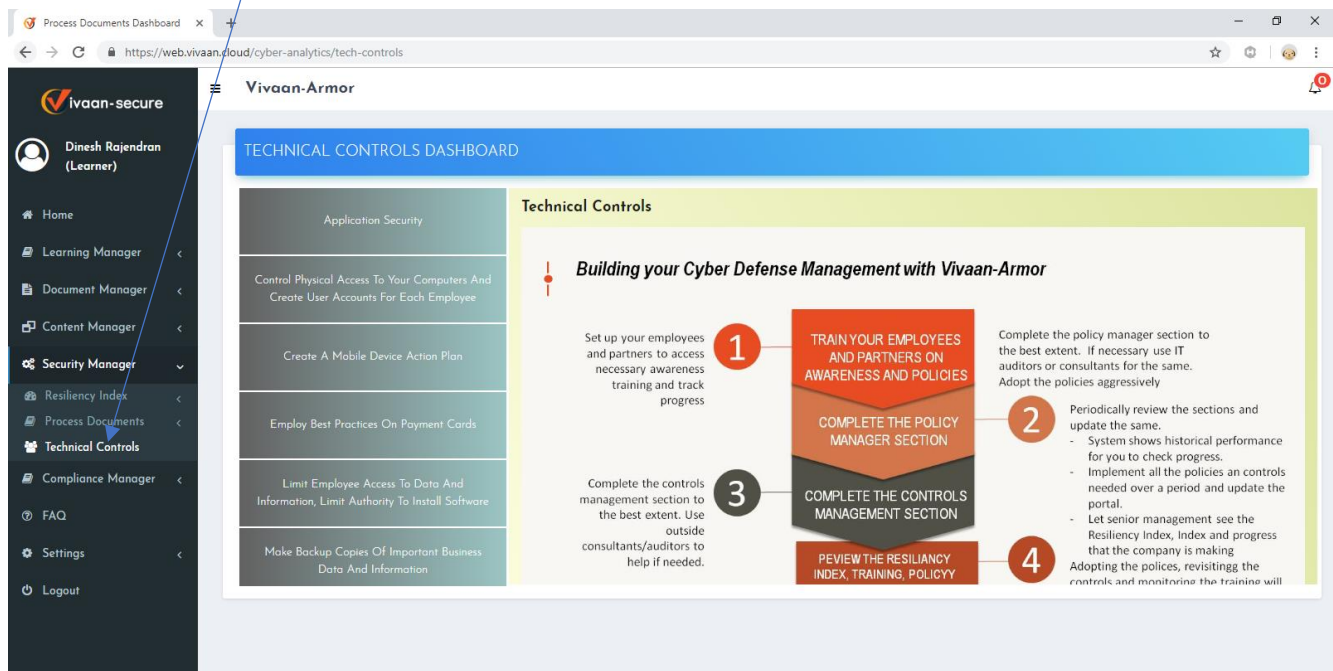 Process Documents Dashboard
https://web.vivaan.cloud/cyber-analytics/tech-controls
Vivaan-secure
Vivaan-Armor
0
Dinesh Rajendran
(Learner)
Home
Learning Manager
Document Manager
Content Manager
Security Manager
Resiliency Index
Process Documents
Technical Controls
Compliance Manager
FAQ
Settings
Logout
TECHNICAL CONTROLS DASHBOARD
Application Security
Control Physical Access To Your Computers And
Create User Accounts For Each Employee
Create A Mobile Device Action Plan
Employ Best Practices On Payment Cards
Limit Employee Access To Data And
Information, Limit Authority To Install Software
Make Backup Copies Of Important Business
Data And Information
Technical Controls
Building your Cyber Defense Management with Vivaan-Armor
Set up your employees
and partners to access
necessary awareness
training and track
progress
1
TRAIN YOUR EMPLOYEES
AND PARTNERS ON
AWARENESS AND POLICIES
Complete the policy manager section to
the best extent. If necessary use IT
auditors or consultants for the same.
Adopt the policies aggressively
COMPLETE THE POLICY
MANAGER SECTION
2
Periodically review the sections and
update the same.
- System shows historical performance
for you to check progress.
- Implement all the policies an controls
needed over a period and update the
portal.
- Let senior management see the
Resiliency Index, Index and progress
that the company is making
Adopting the polices, revisitingg the
controls and monitoring the training will
Complete the controls
management section to
the best extent. Use
outside
consultants/auditors to
help if needed.
3
COMPLETE THE CONTROLS
MANAGEMENT SECTION
PEVIEW THE RESILIANCY
INDEX, TRAINING, POLICYY
4